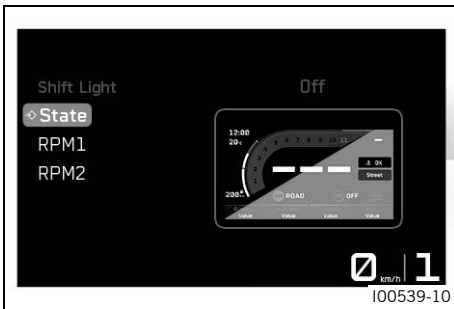 Shift Light Off
State
RPM1
RPM2
12:00
20
1 2 3 4 5 6 7 8 9 10 11
OK
Street
200
ROAD OFF
Value Value Value Value
0 km/h 1
I00539-10